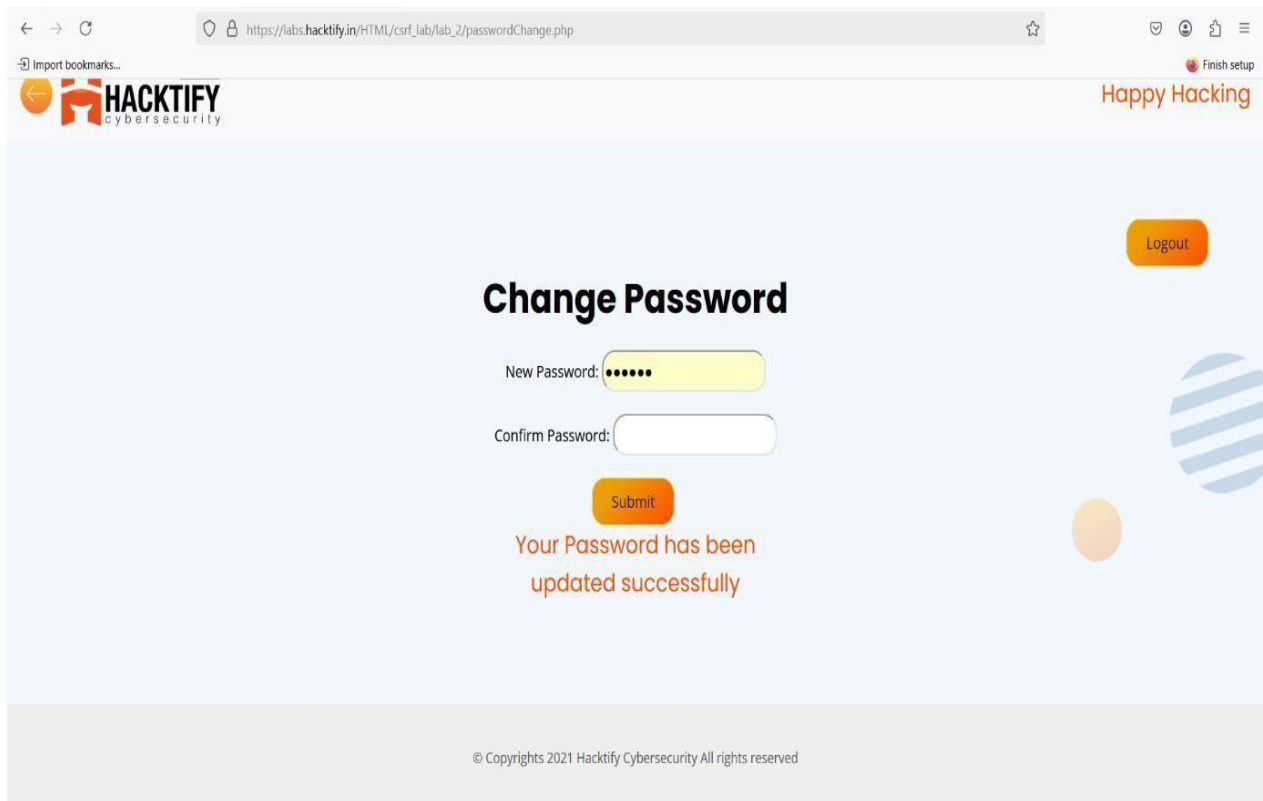 https://labs.hacktify.in/HTML/csrf_lab/lab_2/passwordChange.php
Import bookmarks...
Finish setup
HACKTIFY
cybersecurity
Happy Hacking
Logout
Change Password
New Password: ••••••
Confirm Password:
Submit
Your Password has been
updated successfully
© Copyrights 2021 Hacktify Cybersecurity All rights reserved